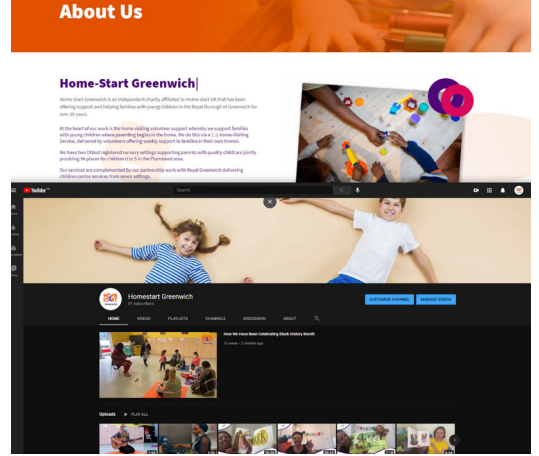 About Us
Home-Start Greenwich
Home-Start Greenwich is an independent charity affiliated to Home-start UK that has been
offering support and helping families with young children in the Royal Borough of Greenwich for
over 20 years.
At the heart of our work is the home visiting volunteer support whereby we support families
with young children where parenting begins in the home. We do this via a 1:1 Home-Visiting
Service, delivered by volunteers offering weekly support to families in their own homes.
We have two Ofsted registered nursery settings supporting parents with quality childcare jointly
providing 98 places for children 0 to 5 in the Plumstead area.
Our services are complemented by our partnership work with Royal Greenwich delivering
children centre services from seven settings.
YouTube
Search
Homestart Greenwich
subscribers
CUSTOMISE CHANNEL
MANAGE VIDEOS
HOME
VIDEOS
PLAYLISTS
CHANNELS
DISCUSSION
ABOUT
How We Have Been Celebrating Black History Month
views • 2 months ago
Uploads
PLAY ALL